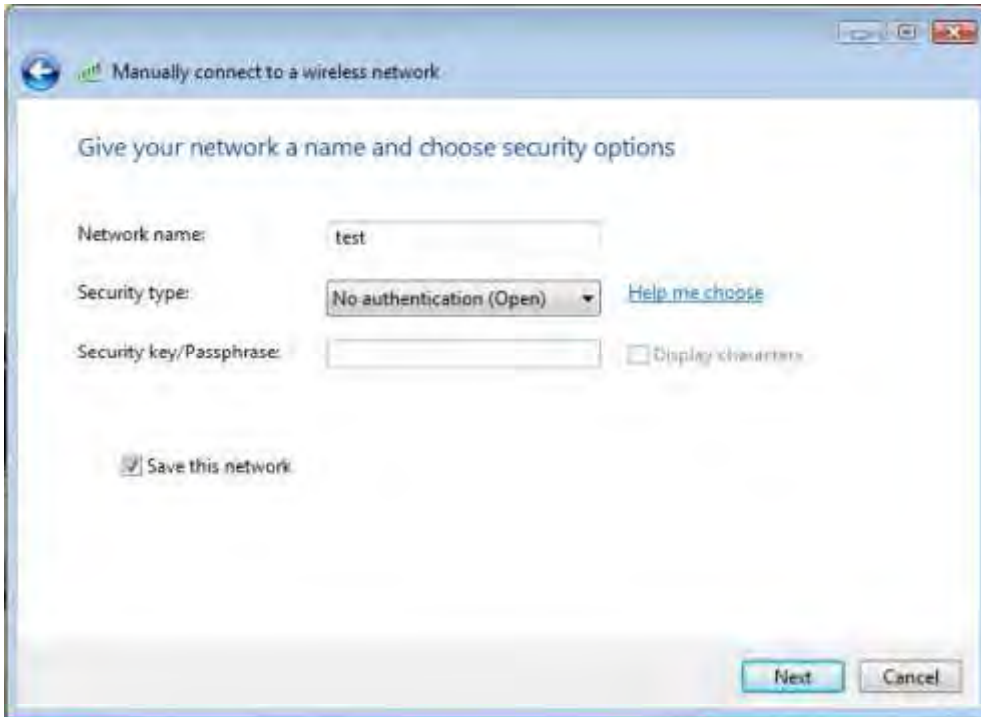 Manually connect to a wireless network
Give your network a name and choose security options
Network name: test
Security type: No authentication (Open) Help me choose
Security key/Passphrase: Display characters
Save this network
Next Cancel